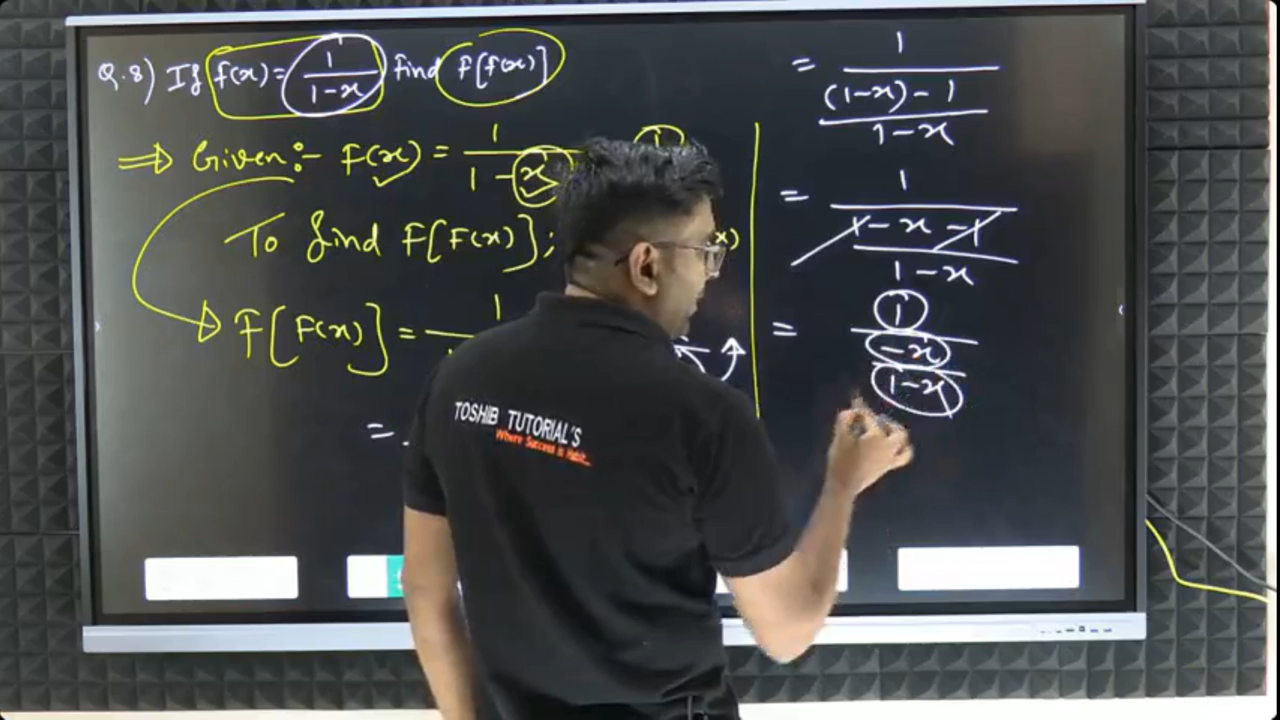 Q.8) If f(x) = 1/(1-x) find f[f(x)]
⇒ Given:- F(x) = 1/(1-x)
1
To find F[F(x)];
x)
F[F(x)] = 1
=
= 1/(((1-x)-1)/(1-x))
= 1/((1-x-1)/(1-x))
= 1/((-x)/(1-x))
TOSHIB TUTORIAL'S
Where Success is Habit...